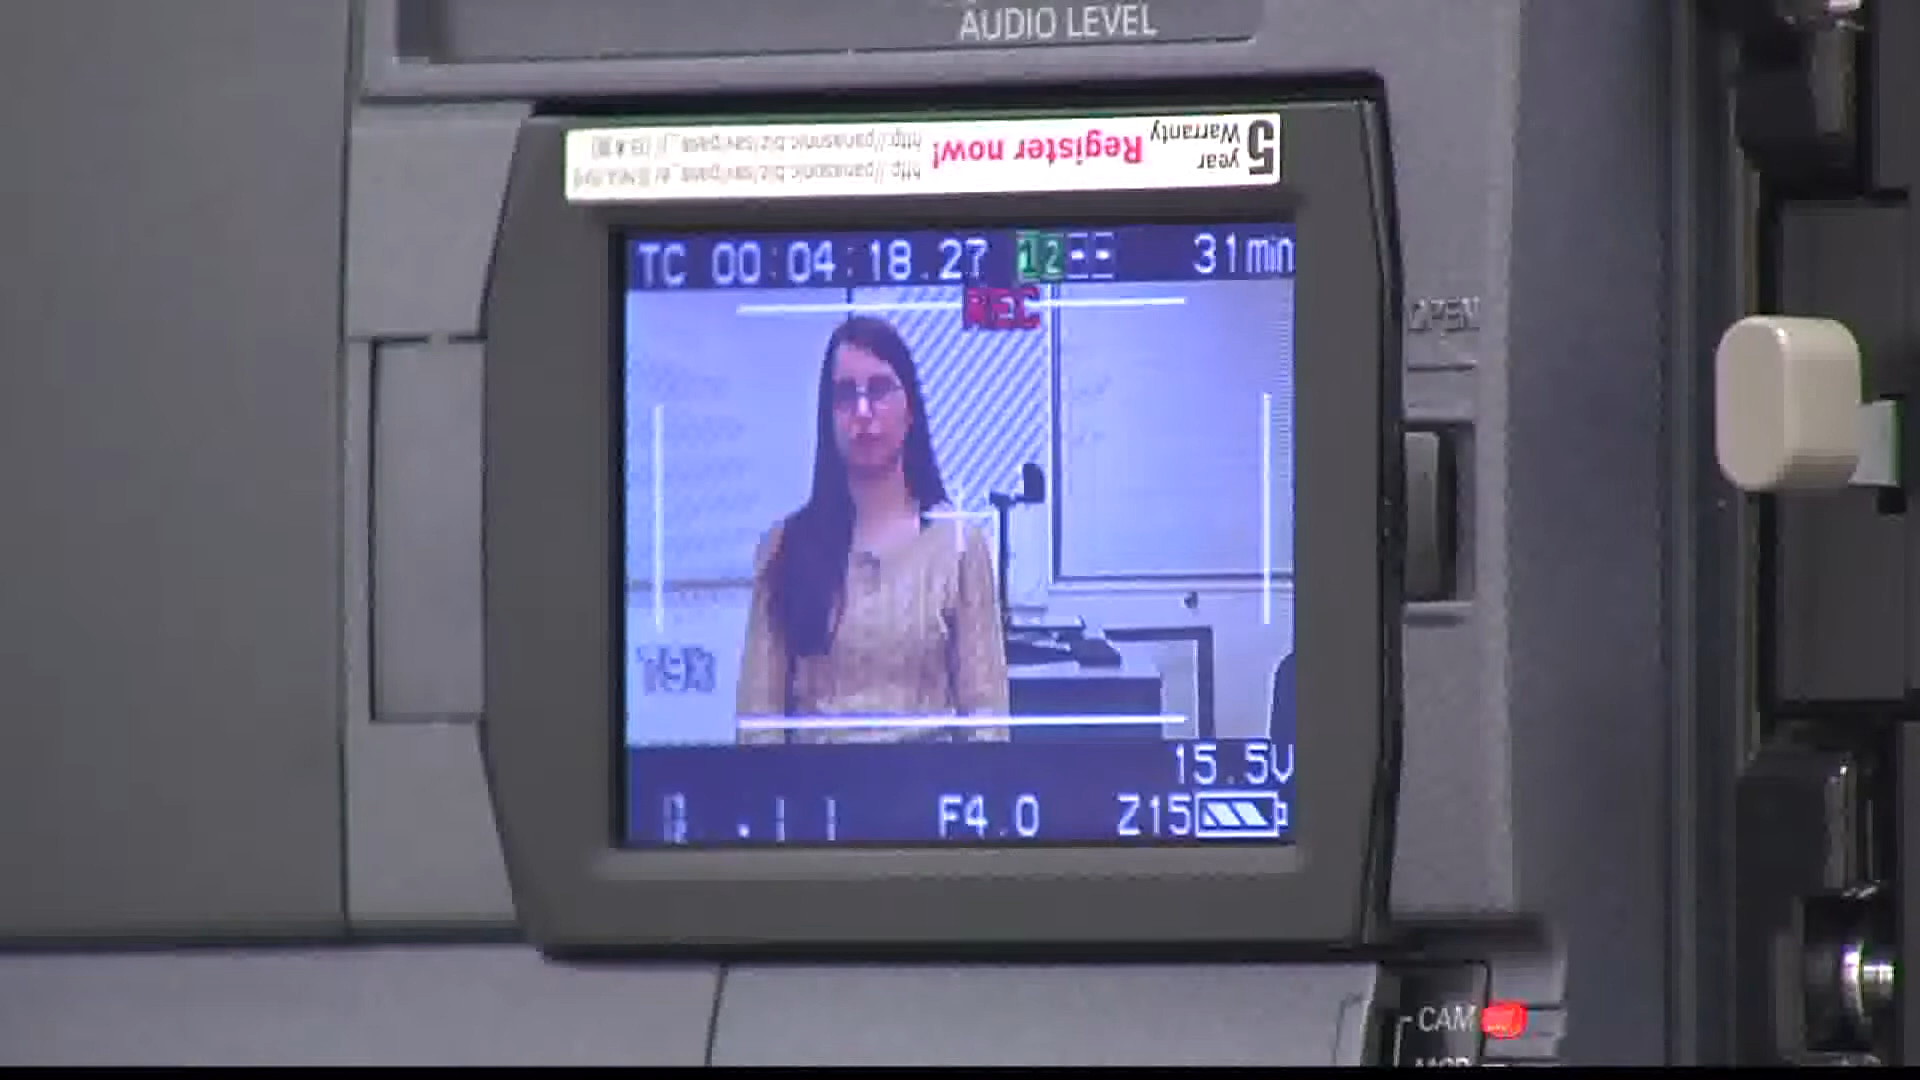 AUDIO LEVEL
5 year Warranty
Register now!
TC 00:04:18.27 12-- 31min
REC
OPEN
15.5V
F4.0 Z15
CAM